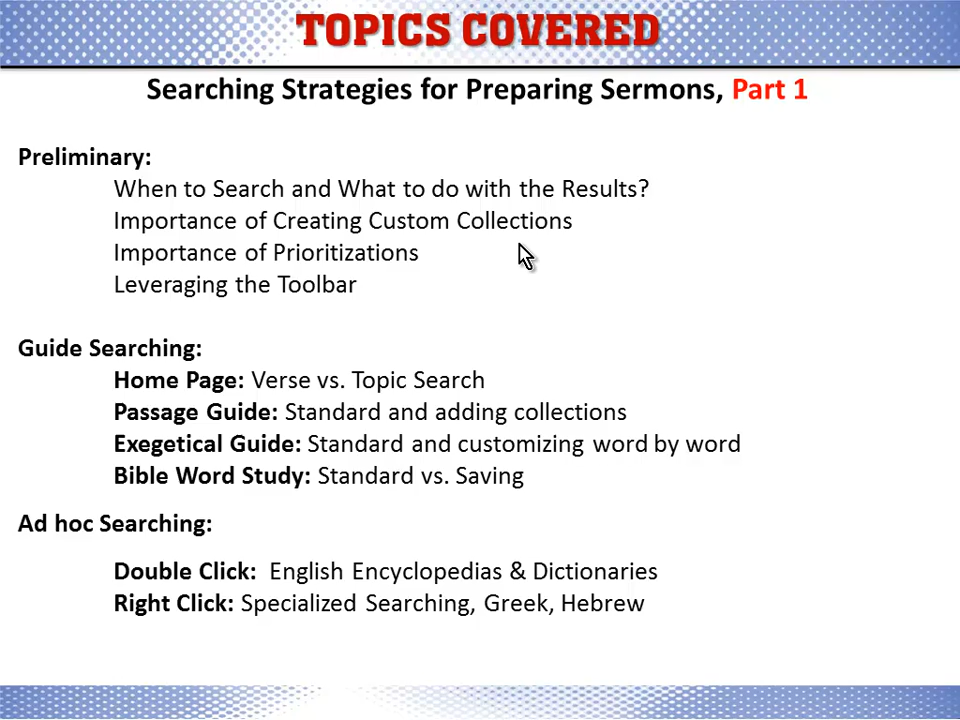 TOPICS COVERED
Searching Strategies for Preparing Sermons, Part 1
Preliminary:
When to Search and What to do with the Results?
Importance of Creating Custom Collections
Importance of Prioritizations
Leveraging the Toolbar
Guide Searching:
Home Page: Verse vs. Topic Search
Passage Guide: Standard and adding collections
Exegetical Guide: Standard and customizing word by word
Bible Word Study: Standard vs. Saving
Ad hoc Searching:
Double Click: English Encyclopedias & Dictionaries
Right Click: Specialized Searching, Greek, Hebrew